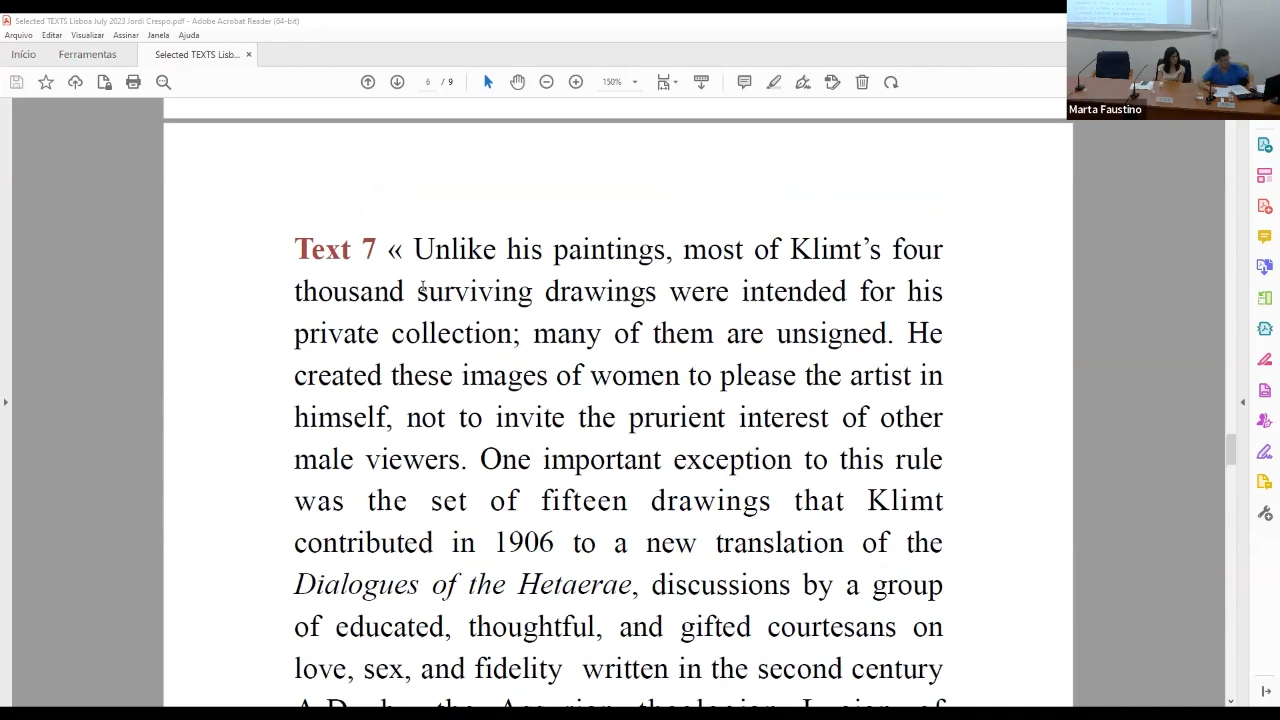 Selected TEXTS Lisboa July 2023 Jordi Crespo.pdf - Adobe Acrobat Reader (64-bit)
Arquivo Editar Visualizar Assinar Janela Ajuda
Início Ferramentas Selected TEXTS Lisb... ×
6 / 9 150%
Marta Faustino
Text 7 « Unlike his paintings, most of Klimt’s four
thousand surviving drawings were intended for his
private collection; many of them are unsigned. He
created these images of women to please the artist in
himself, not to invite the prurient interest of other
male viewers. One important exception to this rule
was the set of fifteen drawings that Klimt
contributed in 1906 to a new translation of the
Dialogues of the Hetaerae, discussions by a group
of educated, thoughtful, and gifted courtesans on
love, sex, and fidelity written in the second century